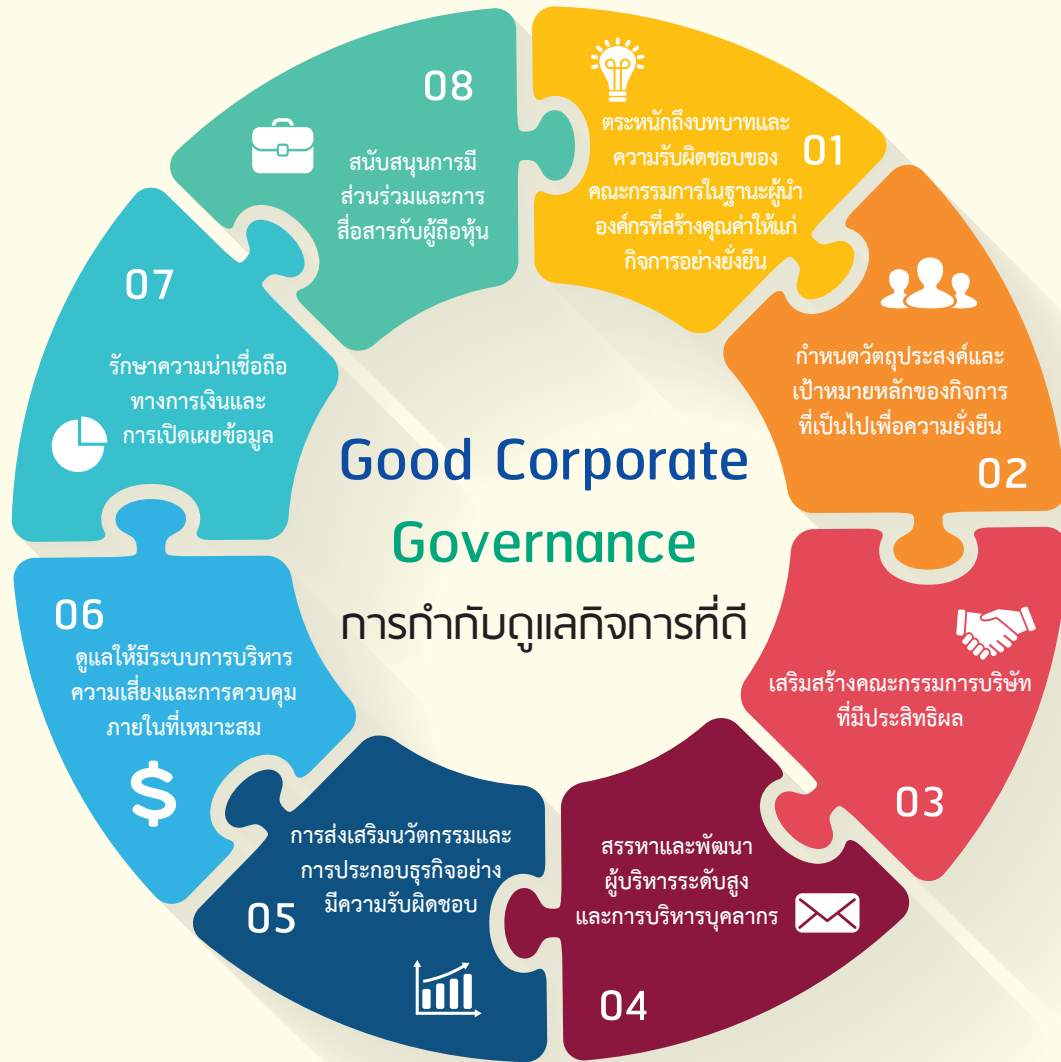 Good Corporate
Governance
การกำกับดูแลกิจการที่ดี
01
ตระหนักถึงบทบาทและ
ความรับผิดชอบของ
คณะกรรมการในฐานะผู้นำ
องค์กรที่สร้างคุณค่าให้แก่
กิจการอย่างยั่งยืน
กำหนดวัตถุประสงค์และ
เป้าหมายหลักของกิจการ
ที่เป็นไปเพื่อความยั่งยืน
02
เสริมสร้างคณะกรรมการบริษัท
ที่มีประสิทธิผล
03
สรรหาและพัฒนา
ผู้บริหารระดับสูง
และการบริหารบุคลากร
04
การส่งเสริมนวัตกรรมและ
การประกอบธุรกิจอย่าง
มีความรับผิดชอบ
05
06
ดูแลให้มีระบบการบริหาร
ความเสี่ยงและการควบคุม
ภายในที่เหมาะสม
$
07
รักษาความน่าเชื่อถือ
ทางการเงินและ
การเปิดเผยข้อมูล
08
สนับสนุนการมี
ส่วนร่วมและการ
สื่อสารกับผู้ถือหุ้น